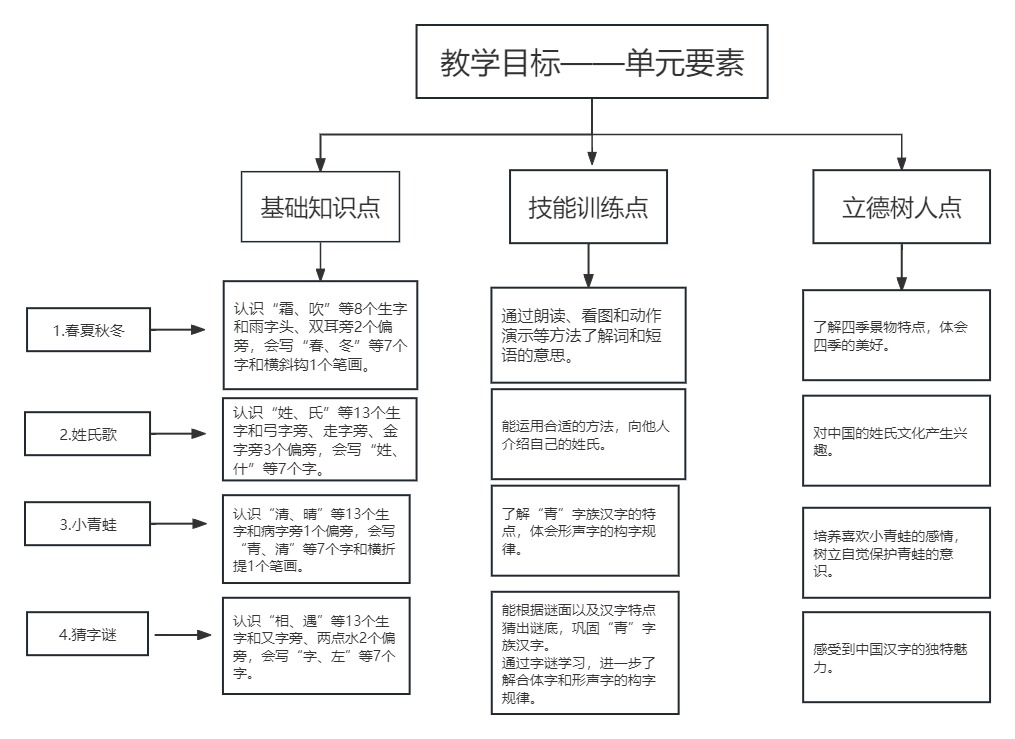 教学目标——单元要素
基础知识点
技能训练点
立德树人点
1.春夏秋冬
认识“霜、吹”等8个生字
和雨字头、双耳旁2个偏
旁，会写“春、冬”等7个
字和横斜钩1个笔画。
通过朗读、看图和动作
演示等方法了解词和短
语的意思。
了解四季景物特点，体会
四季的美好。
2.姓氏歌
认识“姓、氏”等13个生
字和弓字旁、走字旁、金
字旁3个偏旁，会写“姓、
什”等7个字。
能运用合适的方法，向他人
介绍自己的姓氏。
对中国的姓氏文化产生兴
趣。
3.小青蛙
认识“清、晴”等13个生
字和病字旁1个偏旁，会写
“青、清”等7个字和横折
提1个笔画。
了解“青”字族汉字的特
点，体会形声字的构字规
律。
培养喜欢小青蛙的感情，
树立自觉保护青蛙的意
识。
4.猜字谜
认识“相、遇”等13个生
字和又字旁、两点水2个偏
旁，会写“字、左”等7个
字。
能根据谜面以及汉字特点
猜出谜底，巩固“青”字
族汉字。
通过字谜学习，进一步了
解合体字和形声字的构字
规律。
感受到中国汉字的独特魅
力。